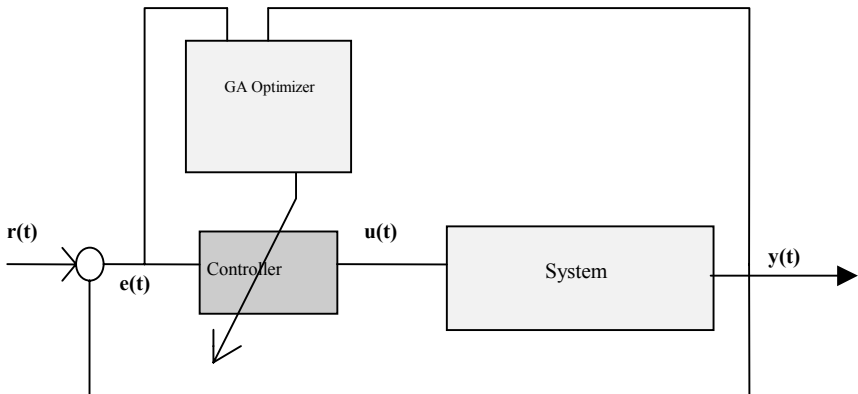 GA Optimizer
r(t)
e(t)
Controller
u(t)
System
y(t)